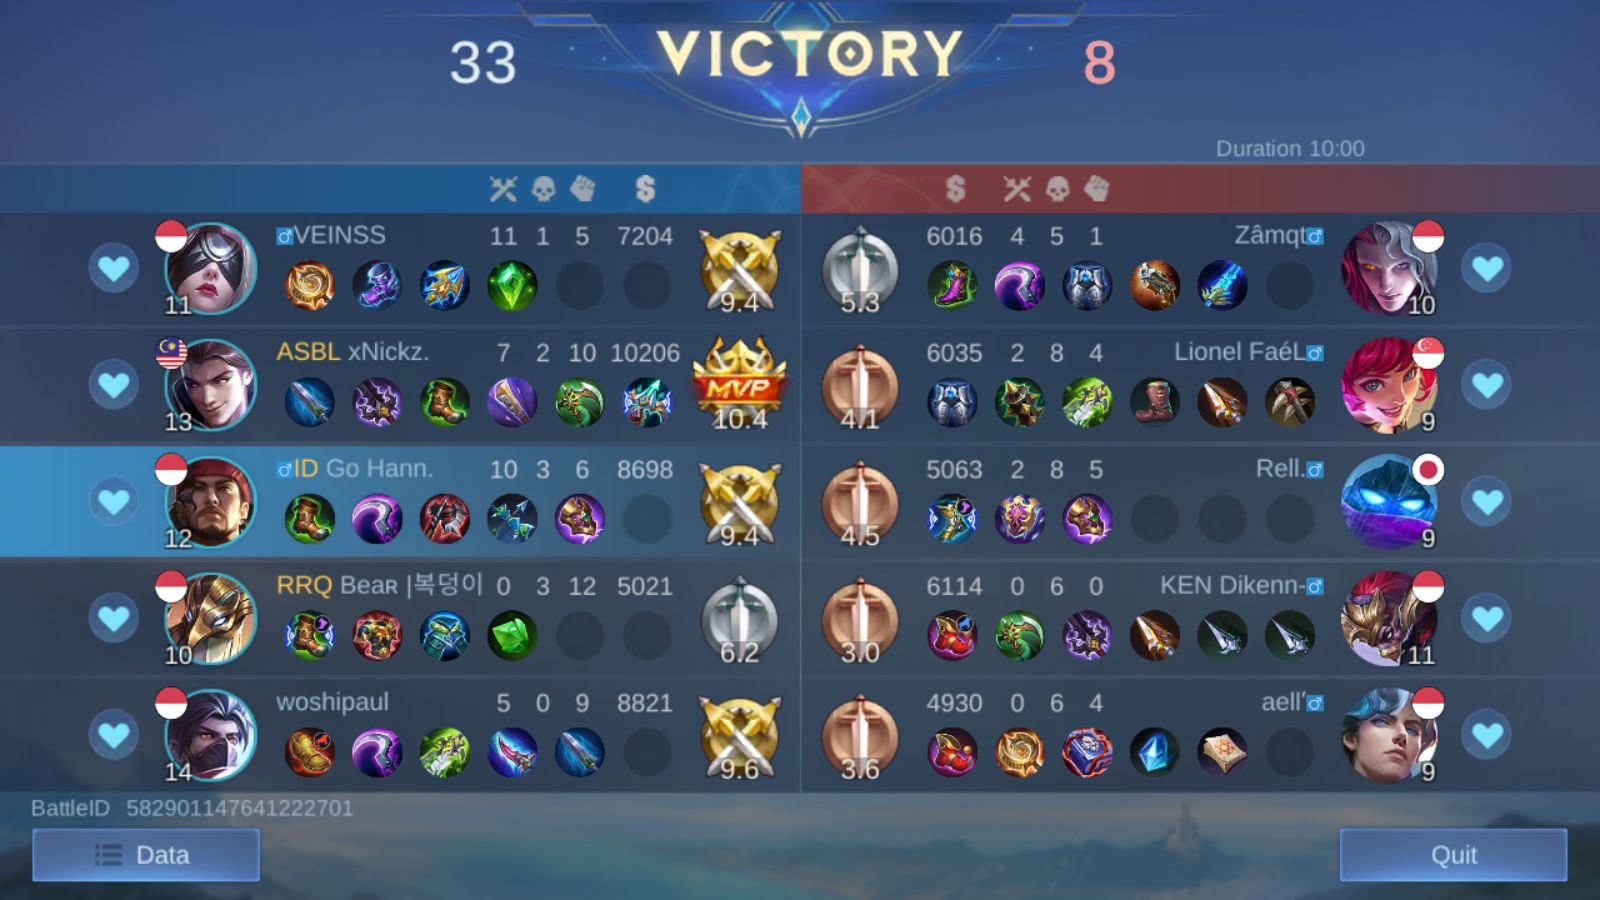 33 VICTORY 8
Duration 10:00
♂VEINSS 11 1 5 7204
11 9.4
6016 4 5 1 Zâmqt♂
5.3 10
ASBL xNickz. 7 2 10 10206 MVP
13 10.4
6035 2 8 4 Lionel FaéL♂
4.1 9
♂ID Go Hann. 10 3 6 8698
12 9.4
5063 2 8 5 Rell.♂
4.5 9
RRQ Beaʀ |복덩이 0 3 12 5021
10 6.2
6114 0 6 0 KEN Dikenn-♂
3.0 11
woshipaul 5 0 9 8821
14 9.6
4930 0 6 4 aell'♂
3.6 9
BattleID 582901147641222701
Data Quit